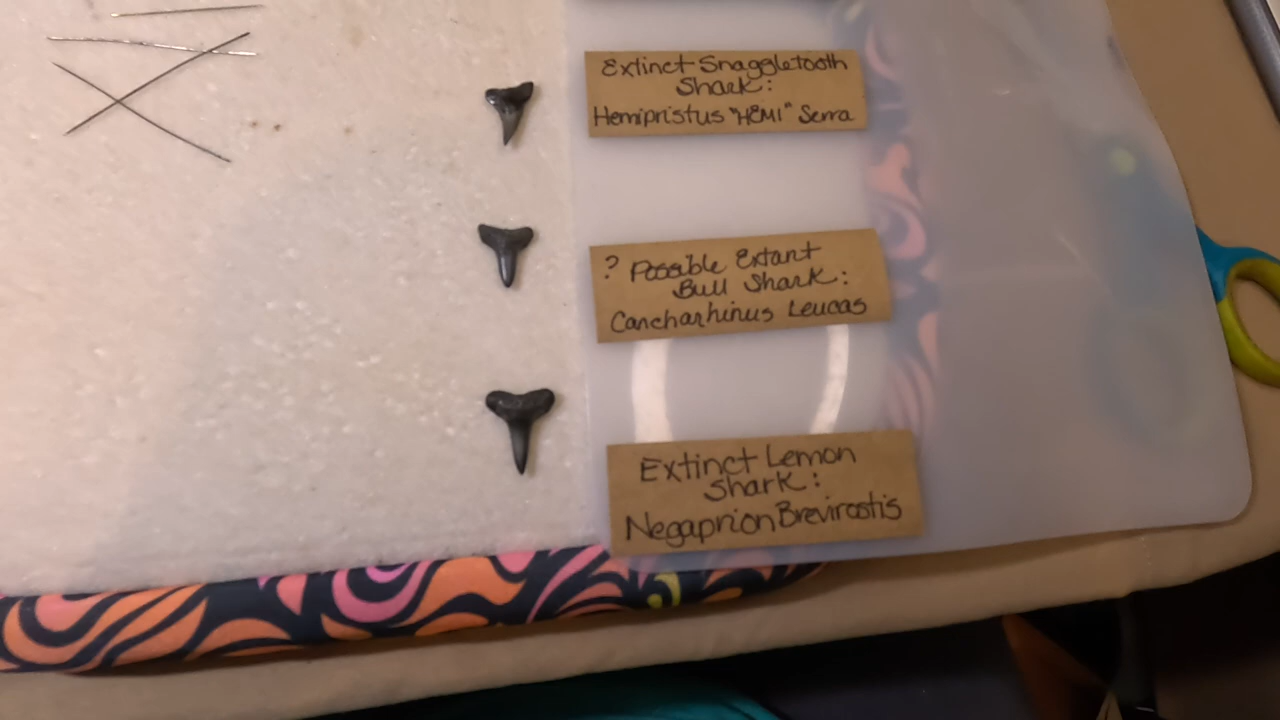 Extinct Snaggletooth
Shark:
Hemipristus "HEMI" Serra
? Possible Extant
Bull Shark:
Carcharhinus Leucas
Extinct Lemon
Shark:
Negaprion Brevirostis